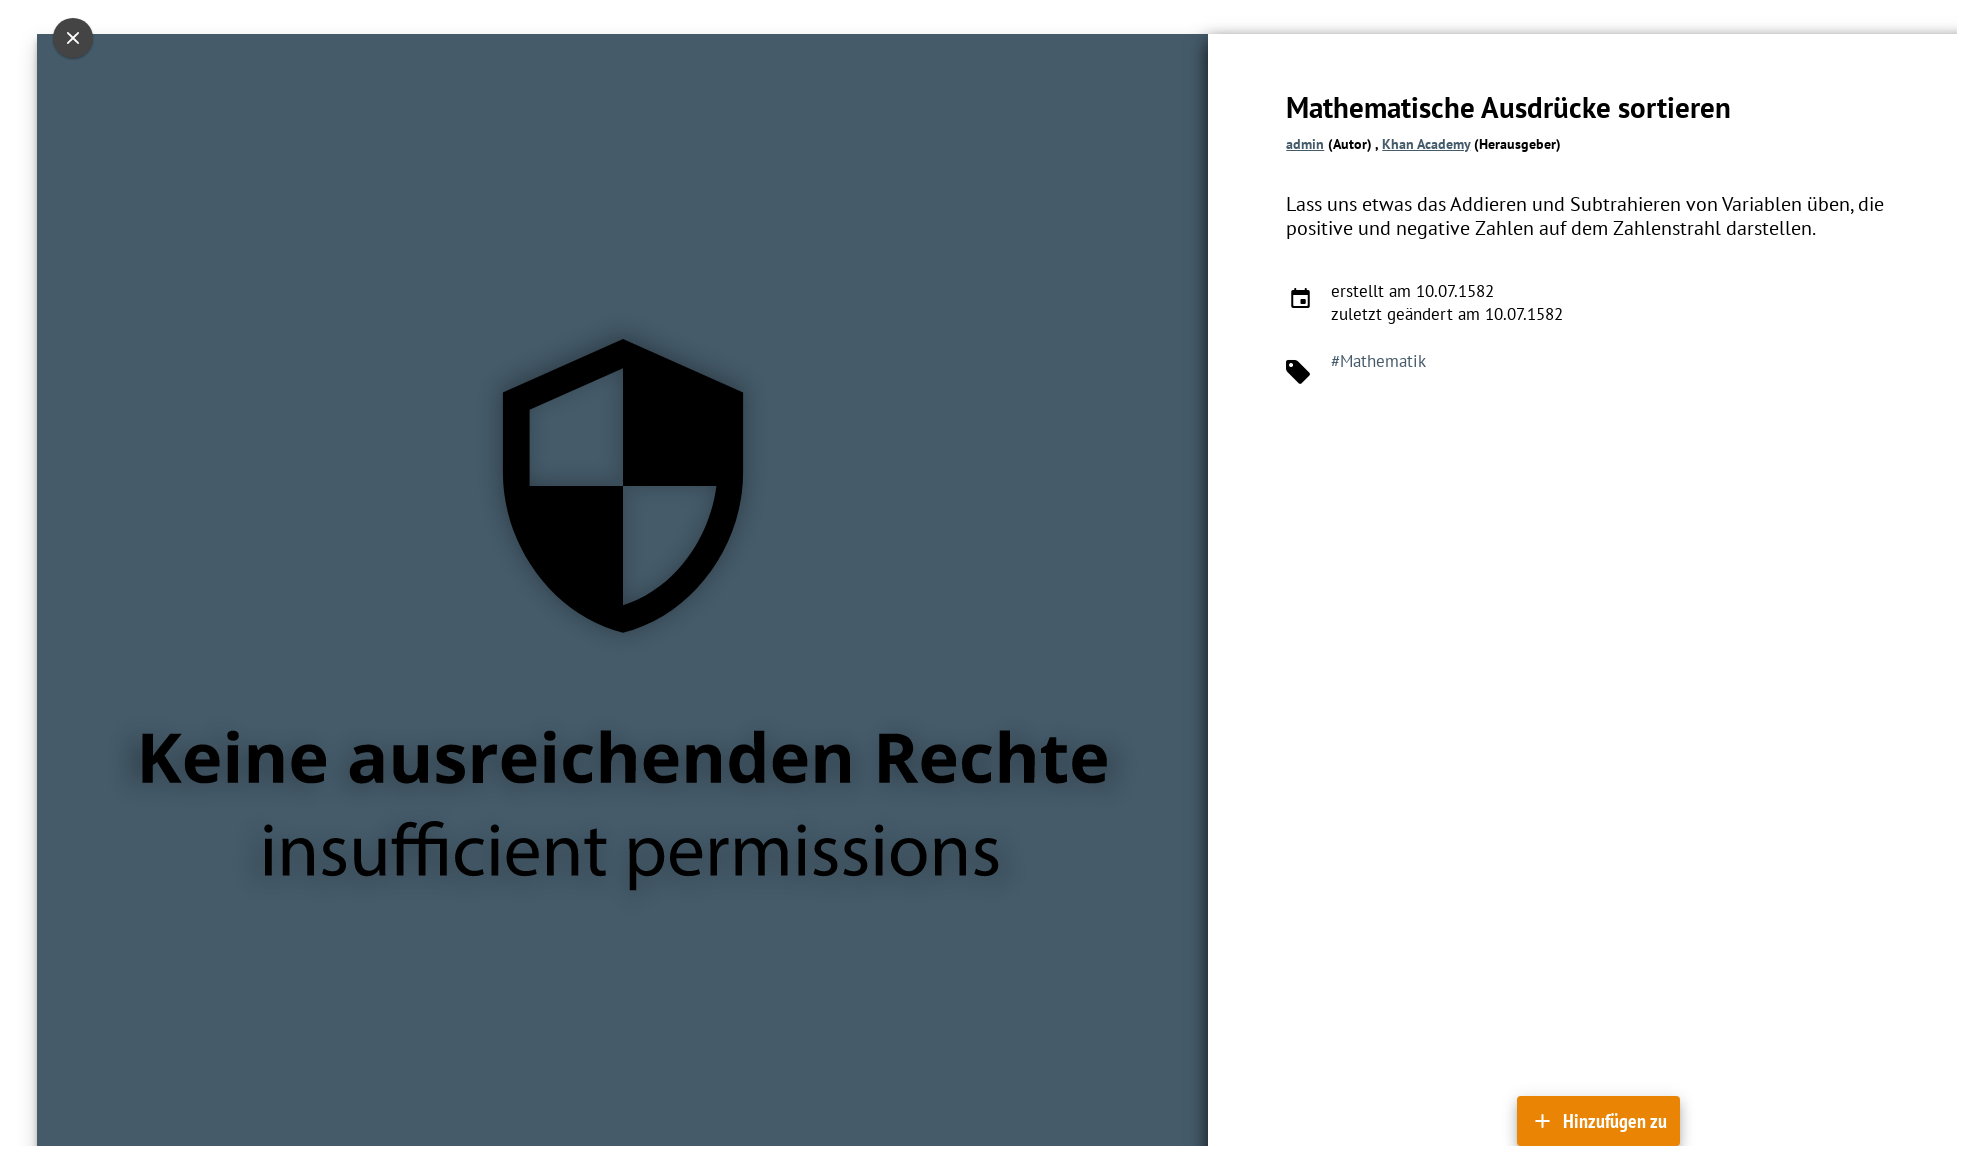 Keine ausreichenden Rechte
insufficient permissions
Mathematische Ausdrücke sortieren
admin (Autor) , Khan Academy (Herausgeber)
Lass uns etwas das Addieren und Subtrahieren von Variablen üben, die
positive und negative Zahlen auf dem Zahlenstrahl darstellen.
erstellt am 10.07.1582
zuletzt geändert am 10.07.1582
#Mathematik
Hinzufügen zu